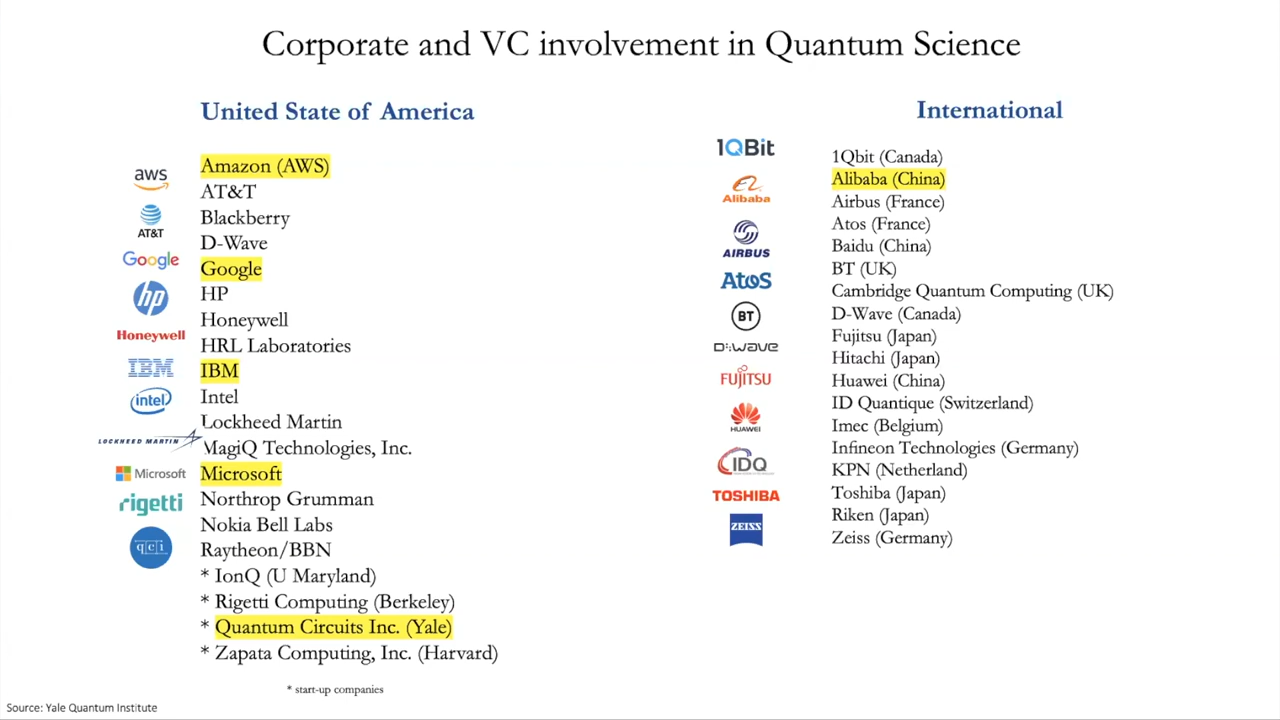 Corporate and VC involvement in Quantum Science
United State of America
aws
AT&T
Google
hp
Honeywell
IBM
intel
LOCKHEED MARTIN
Microsoft
rigetti
qci
Amazon (AWS)
AT&T
Blackberry
D-Wave
Google
HP
Honeywell
HRL Laboratories
IBM
Intel
Lockheed Martin
MagiQ Technologies, Inc.
Microsoft
Northrop Grumman
Nokia Bell Labs
Raytheon/BBN
* IonQ (U Maryland)
* Rigetti Computing (Berkeley)
* Quantum Circuits Inc. (Yale)
* Zapata Computing, Inc. (Harvard)
* start-up companies
International
1QBit
Alibaba
AIRBUS
Atos
BT
D:wave
FUJITSU
HUAWEI
IDQ
TOSHIBA
ZEISS
1Qbit (Canada)
Alibaba (China)
Airbus (France)
Atos (France)
Baidu (China)
BT (UK)
Cambridge Quantum Computing (UK)
D-Wave (Canada)
Fujitsu (Japan)
Hitachi (Japan)
Huawei (China)
ID Quantique (Switzerland)
Imec (Belgium)
Infineon Technologies (Germany)
KPN (Netherland)
Toshiba (Japan)
Riken (Japan)
Zeiss (Germany)
Source: Yale Quantum Institute